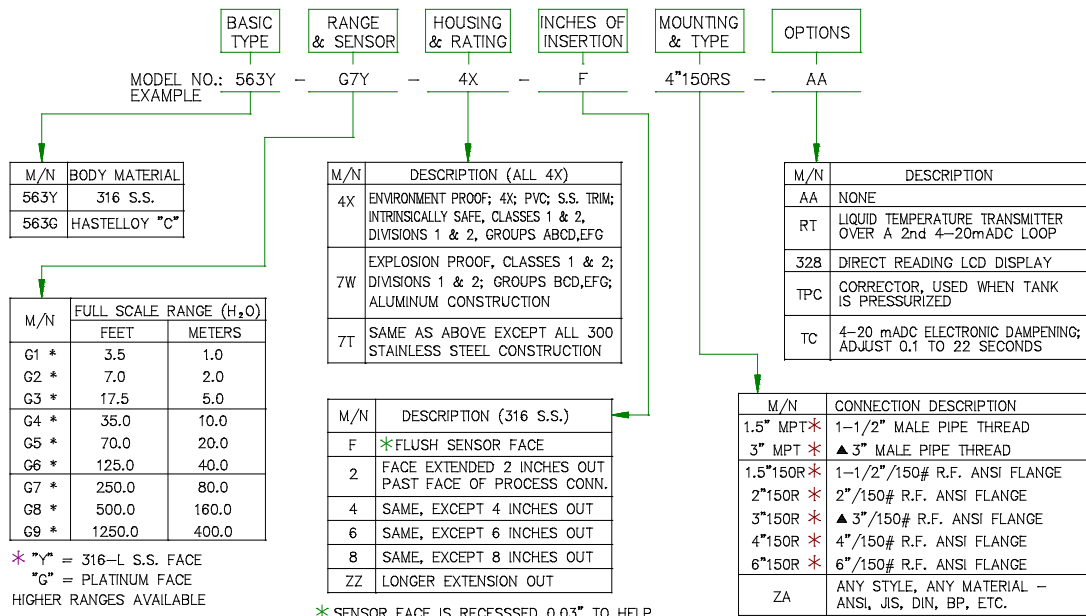 BASIC TYPE
RANGE & SENSOR
HOUSING & RATING
INCHES OF INSERTION
MOUNTING & TYPE
OPTIONS
MODEL NO.: 563Y - G7Y - 4X - F 4"150RS - AA
EXAMPLE
M/N BODY MATERIAL
563Y 316 S.S.
563G HASTELLOY "C"
M/N FULL SCALE RANGE (H₂O)
FEET METERS
G1 * 3.5 1.0
G2 * 7.0 2.0
G3 * 17.5 5.0
G4 * 35.0 10.0
G5 * 70.0 20.0
G6 * 125.0 40.0
G7 * 250.0 80.0
G8 * 500.0 160.0
G9 * 1250.0 400.0
* "Y" = 316-L S.S. FACE
"G" = PLATINUM FACE
HIGHER RANGES AVAILABLE
M/N DESCRIPTION (ALL 4X)
4X ENVIRONMENT PROOF; 4X; PVC; S.S. TRIM;
INTRINSICALLY SAFE, CLASSES 1 & 2,
DIVISIONS 1 & 2, GROUPS ABCD,EFG
7W EXPLOSION PROOF, CLASSES 1 & 2;
DIVISIONS 1 & 2; GROUPS BCD,EFG;
ALUMINUM CONSTRUCTION
7T SAME AS ABOVE EXCEPT ALL 300
STAINLESS STEEL CONSTRUCTION
M/N DESCRIPTION (316 S.S.)
F *FLUSH SENSOR FACE
2 FACE EXTENDED 2 INCHES OUT
PAST FACE OF PROCESS CONN.
4 SAME, EXCEPT 4 INCHES OUT
6 SAME, EXCEPT 6 INCHES OUT
8 SAME, EXCEPT 8 INCHES OUT
ZZ LONGER EXTENSION OUT
* SENSOR FACE IS RECESSSED 0.03" TO HELP
M/N DESCRIPTION
AA NONE
RT LIQUID TEMPERATURE TRANSMITTER
OVER A 2nd 4-20mADC LOOP
328 DIRECT READING LCD DISPLAY
TPC CORRECTOR, USED WHEN TANK
IS PRESSURIZED
TC 4-20 mADC ELECTRONIC DAMPENING;
ADJUST 0.1 TO 22 SECONDS
M/N CONNECTION DESCRIPTION
1.5" MPT * 1-1/2" MALE PIPE THREAD
3" MPT * ▲ 3" MALE PIPE THREAD
1.5"150R * 1-1/2"/150# R.F. ANSI FLANGE
2"150R * 2"/150# R.F. ANSI FLANGE
3"150R * ▲ 3"/150# R.F. ANSI FLANGE
4"150R * 4"/150# R.F. ANSI FLANGE
6"150R * 6"/150# R.F. ANSI FLANGE
ZA ANY STYLE, ANY MATERIAL -
ANSI, JIS, DIN, BP, ETC.